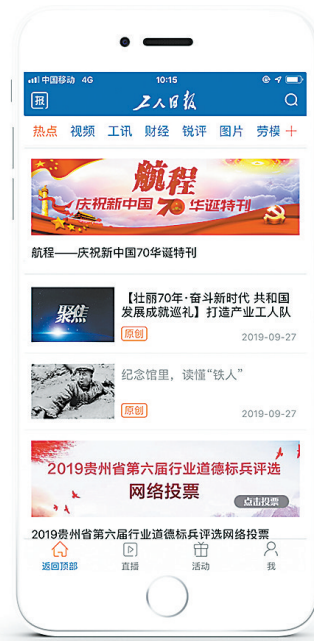 中国移动 4G 10:15
报 工人日报
热点 视频 工讯 财经 锐评 图片 劳模
航程
庆祝新中国70华诞特刊
航程——庆祝新中国70华诞特刊
聚焦
【壮丽70年·奋斗新时代 共和国
发展成就巡礼】打造产业工人队
原创 2019-09-27
纪念馆里，读懂“铁人”
原创 2019-09-27
2019贵州省第六届行业道德标兵评选
网络投票
点击投票
2019贵州省第六届行业道德标兵评选网络投票
返回顶部 直播 活动 我